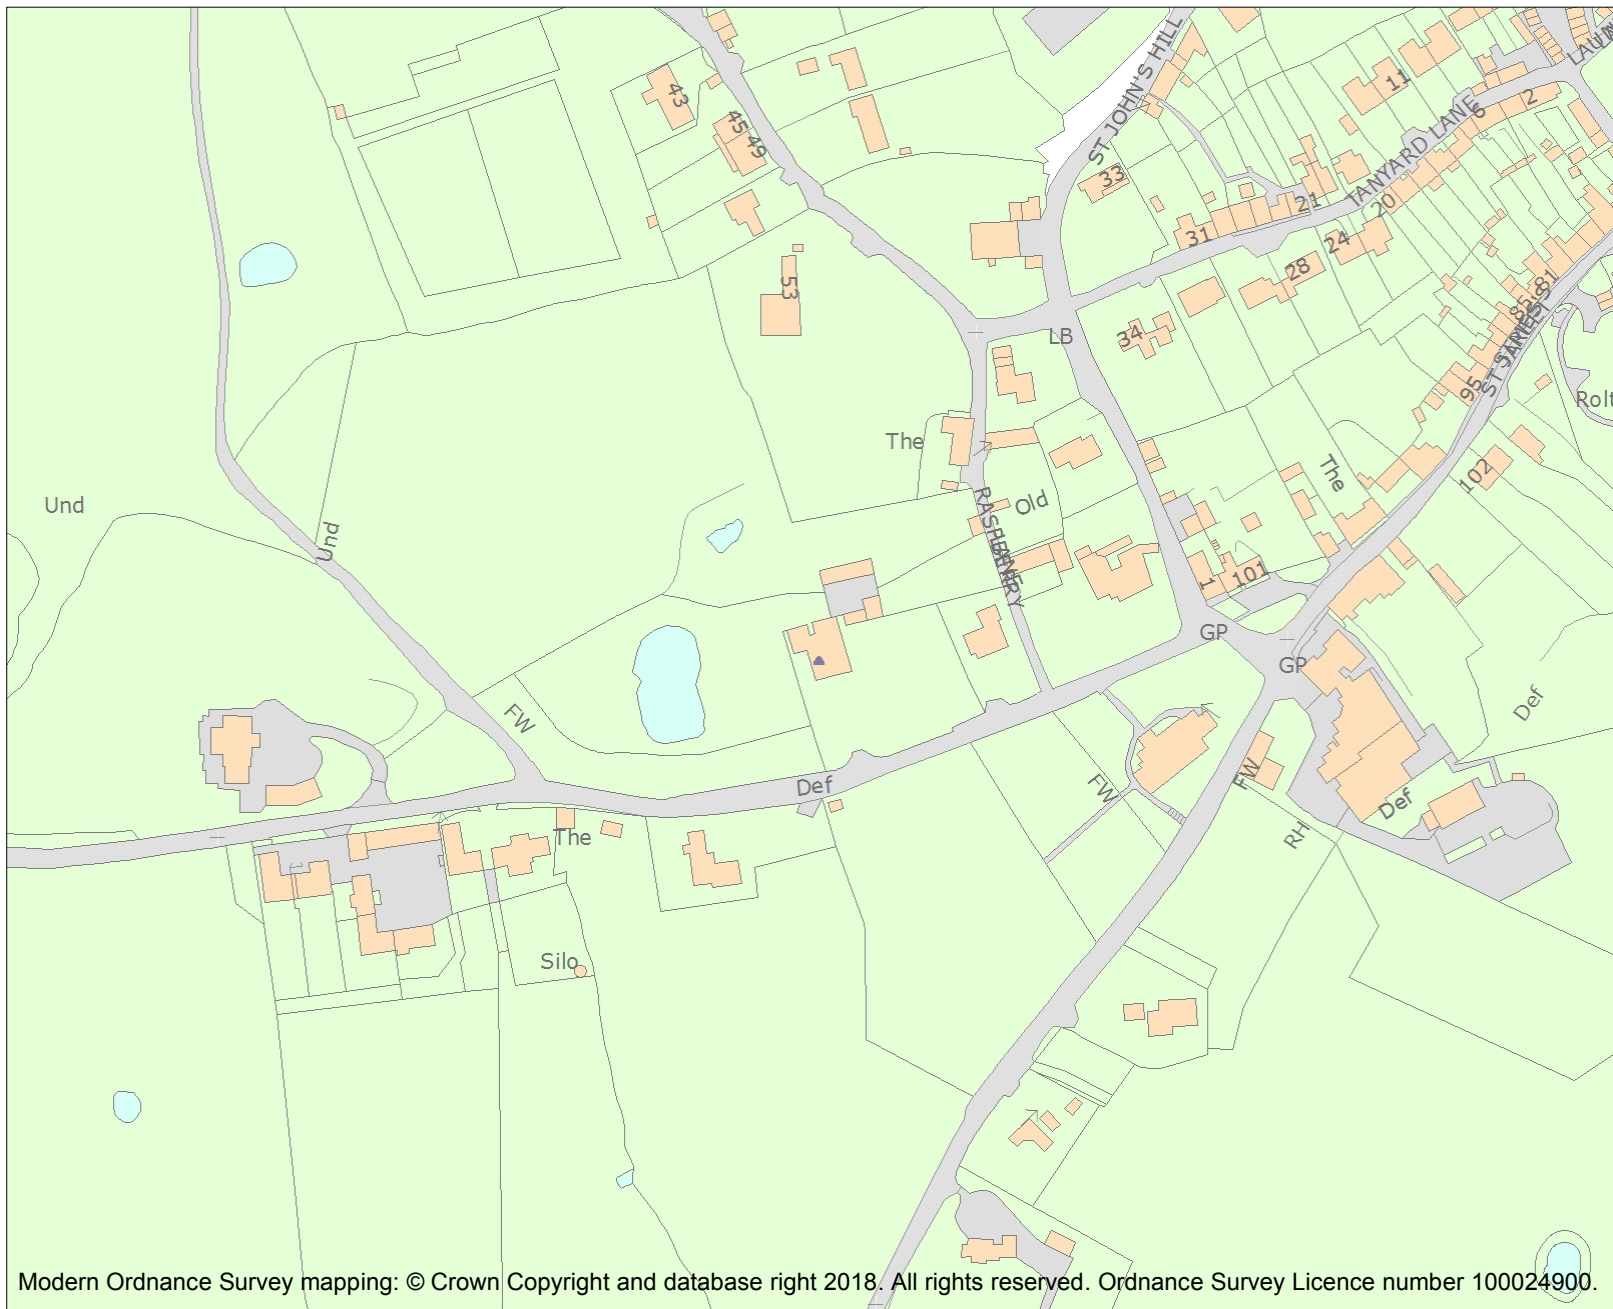 ST JOHN'S HILL
11
TANYARD LANE
6
2
43
45
49
33
31
21
20
24
28
53
34
LB
81
85
ST JAMES'S
95
Rolt
The
The
102
Old
Und
Und
RASPBERRY
LANE
1
101
GP
GP
FW
Def
Def
FW
FW
Def
RH
The
Silo
Modern Ordnance Survey mapping: © Crown Copyright and database right 2018. All rights reserved. Ordnance Survey Licence number 100024900.